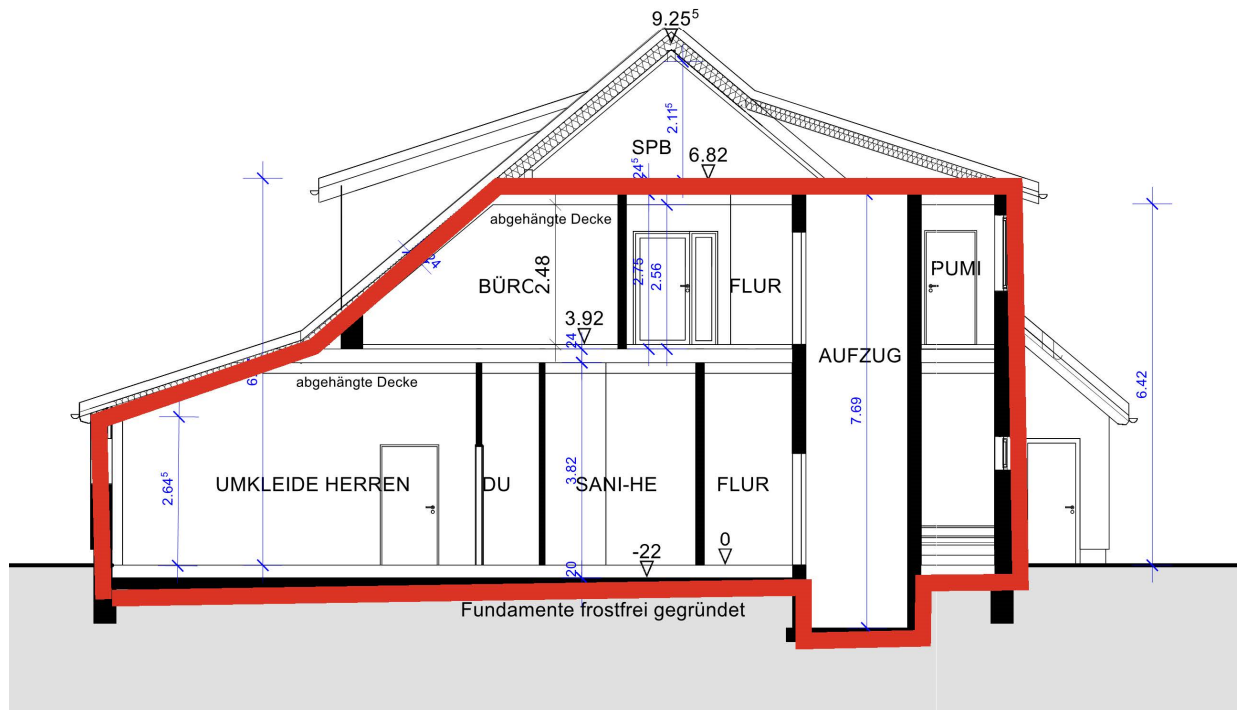 9.25⁵
2.11⁵
SPB
24⁵
6.82
abgehängte Decke
24
BÜRO
2.48
2.75
2.56
FLUR
PUMI
3.92
24
AUFZUG
abgehängte Decke
7.69
6.42
2.64⁵
UMKLEIDE HERREN
DU
3.82
SANI-HE
FLUR
-22
0
20
Fundamente frostfrei gegründet